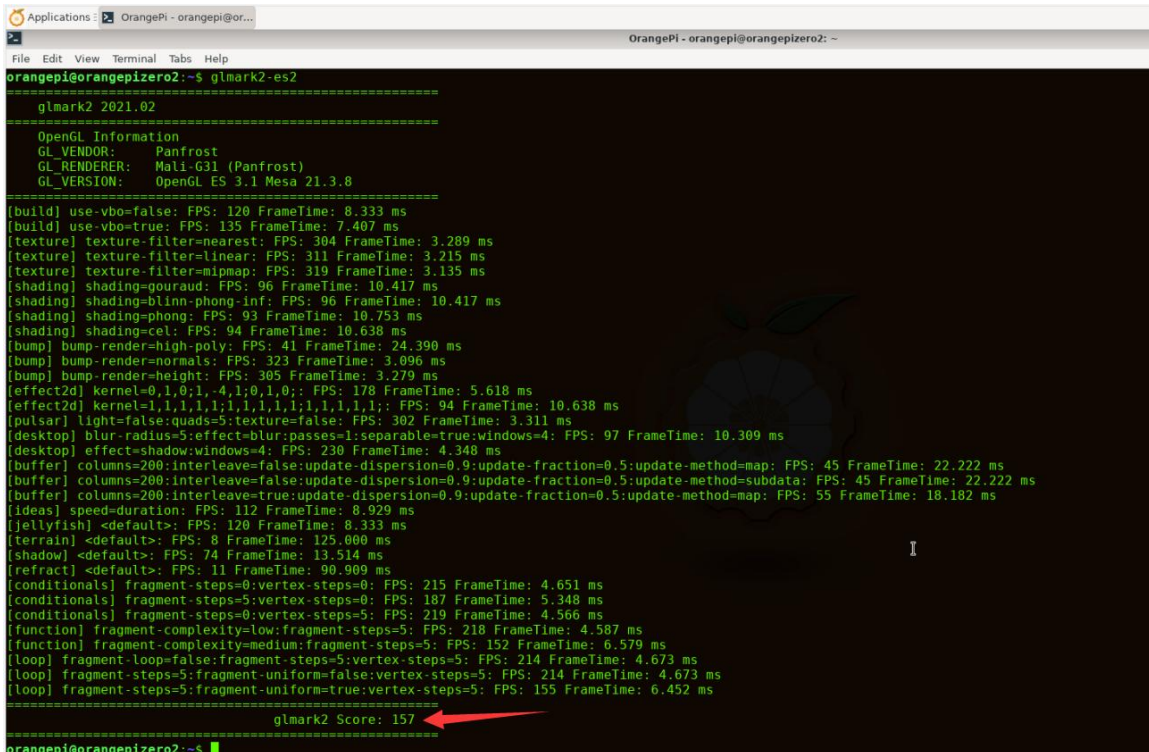 Applications : OrangePi - orangepi@or...
OrangePi - orangepi@orangepizero2: ~
File Edit View Terminal Tabs Help
orangepi@orangepizero2:~$ glmark2-es2
=======================================================
glmark2 2021.02
=======================================================
OpenGL Information
GL_VENDOR: Panfrost
GL_RENDERER: Mali-G31 (Panfrost)
GL_VERSION: OpenGL ES 3.1 Mesa 21.3.8
=======================================================
[build] use-vbo=false: FPS: 120 FrameTime: 8.333 ms
[build] use-vbo=true: FPS: 135 FrameTime: 7.407 ms
[texture] texture-filter=nearest: FPS: 304 FrameTime: 3.289 ms
[texture] texture-filter=linear: FPS: 311 FrameTime: 3.215 ms
[texture] texture-filter=mipmap: FPS: 319 FrameTime: 3.135 ms
[shading] shading=gouraud: FPS: 96 FrameTime: 10.417 ms
[shading] shading=blinn-phong-inf: FPS: 96 FrameTime: 10.417 ms
[shading] shading=phong: FPS: 93 FrameTime: 10.753 ms
[shading] shading=cel: FPS: 94 FrameTime: 10.638 ms
[bump] bump-render=high-poly: FPS: 41 FrameTime: 24.390 ms
[bump] bump-render=normals: FPS: 323 FrameTime: 3.096 ms
[bump] bump-render=height: FPS: 305 FrameTime: 3.279 ms
[effect2d] kernel=0,1,0;1,-4,1;0,1,0;: FPS: 178 FrameTime: 5.618 ms
[effect2d] kernel=1,1,1,1,1;1,1,1,1,1;1,1,1,1,1;: FPS: 94 FrameTime: 10.638 ms
[pulsar] light=false:quads=5:texture=false: FPS: 302 FrameTime: 3.311 ms
[desktop] blur-radius=5:effect=blur:passes=1:separable=true:windows=4: FPS: 97 FrameTime: 10.309 ms
[desktop] effect=shadow:windows=4: FPS: 230 FrameTime: 4.348 ms
[buffer] columns=200:interleave=false:update-dispersion=0.9:update-fraction=0.5:update-method=map: FPS: 45 FrameTime: 22.222 ms
[buffer] columns=200:interleave=false:update-dispersion=0.9:update-fraction=0.5:update-method=subdata: FPS: 45 FrameTime: 22.222 ms
[buffer] columns=200:interleave=true:update-dispersion=0.9:update-fraction=0.5:update-method=map: FPS: 55 FrameTime: 18.182 ms
[ideas] speed=duration: FPS: 112 FrameTime: 8.929 ms
[jellyfish] <default>: FPS: 120 FrameTime: 8.333 ms
[terrain] <default>: FPS: 8 FrameTime: 125.000 ms
[shadow] <default>: FPS: 74 FrameTime: 13.514 ms
[refract] <default>: FPS: 11 FrameTime: 90.909 ms
[conditionals] fragment-steps=0:vertex-steps=0: FPS: 215 FrameTime: 4.651 ms
[conditionals] fragment-steps=5:vertex-steps=0: FPS: 187 FrameTime: 5.348 ms
[conditionals] fragment-steps=0:vertex-steps=5: FPS: 219 FrameTime: 4.566 ms
[function] fragment-complexity=low:fragment-steps=5: FPS: 218 FrameTime: 4.587 ms
[function] fragment-complexity=medium:fragment-steps=5: FPS: 152 FrameTime: 6.579 ms
[loop] fragment-loop=false:fragment-steps=5:vertex-steps=5: FPS: 214 FrameTime: 4.673 ms
[loop] fragment-steps=5:fragment-uniform=false:vertex-steps=5: FPS: 214 FrameTime: 4.673 ms
[loop] fragment-steps=5:fragment-uniform=true:vertex-steps=5: FPS: 155 FrameTime: 6.452 ms
=======================================================
glmark2 Score: 157
=======================================================
orangepi@orangepizero2:~$